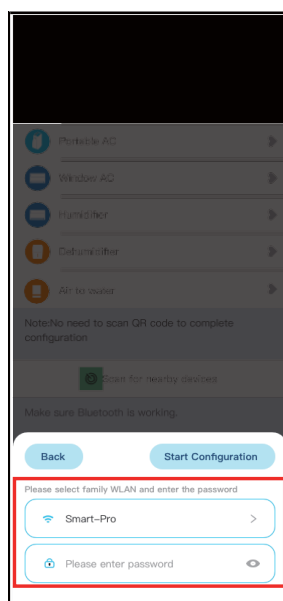 Portable AC
Window AC
Humidifier
Dehumidifier
Air to water
Note:No need to scan QR code to complete
configuration
Scan for nearby devices
Make sure Bluetooth is working.
Back
Start Configuration
Please select family WLAN and enter the password
Smart-Pro
Please enter password